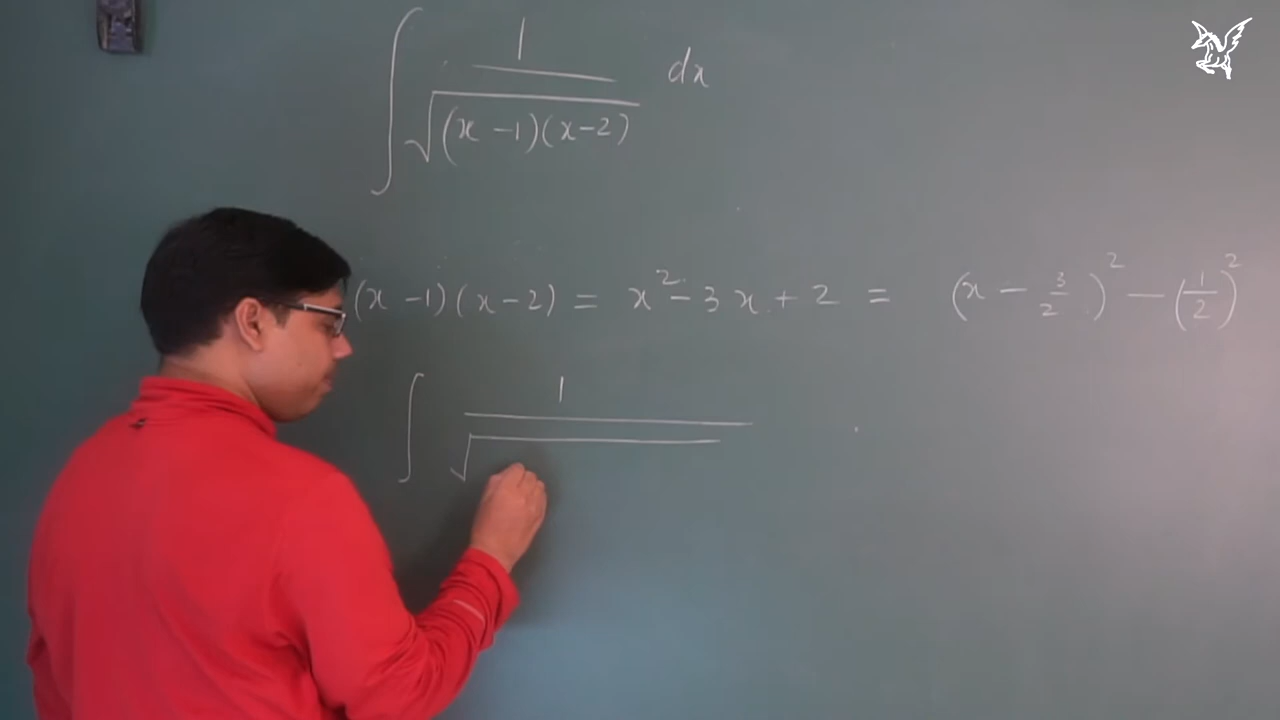 ∫ 1/√((x-1)(x-2)) dx
(x-1)(x-2) = x²-3x+2 = (x-3/2)²-(1/2)²
∫ 1/√